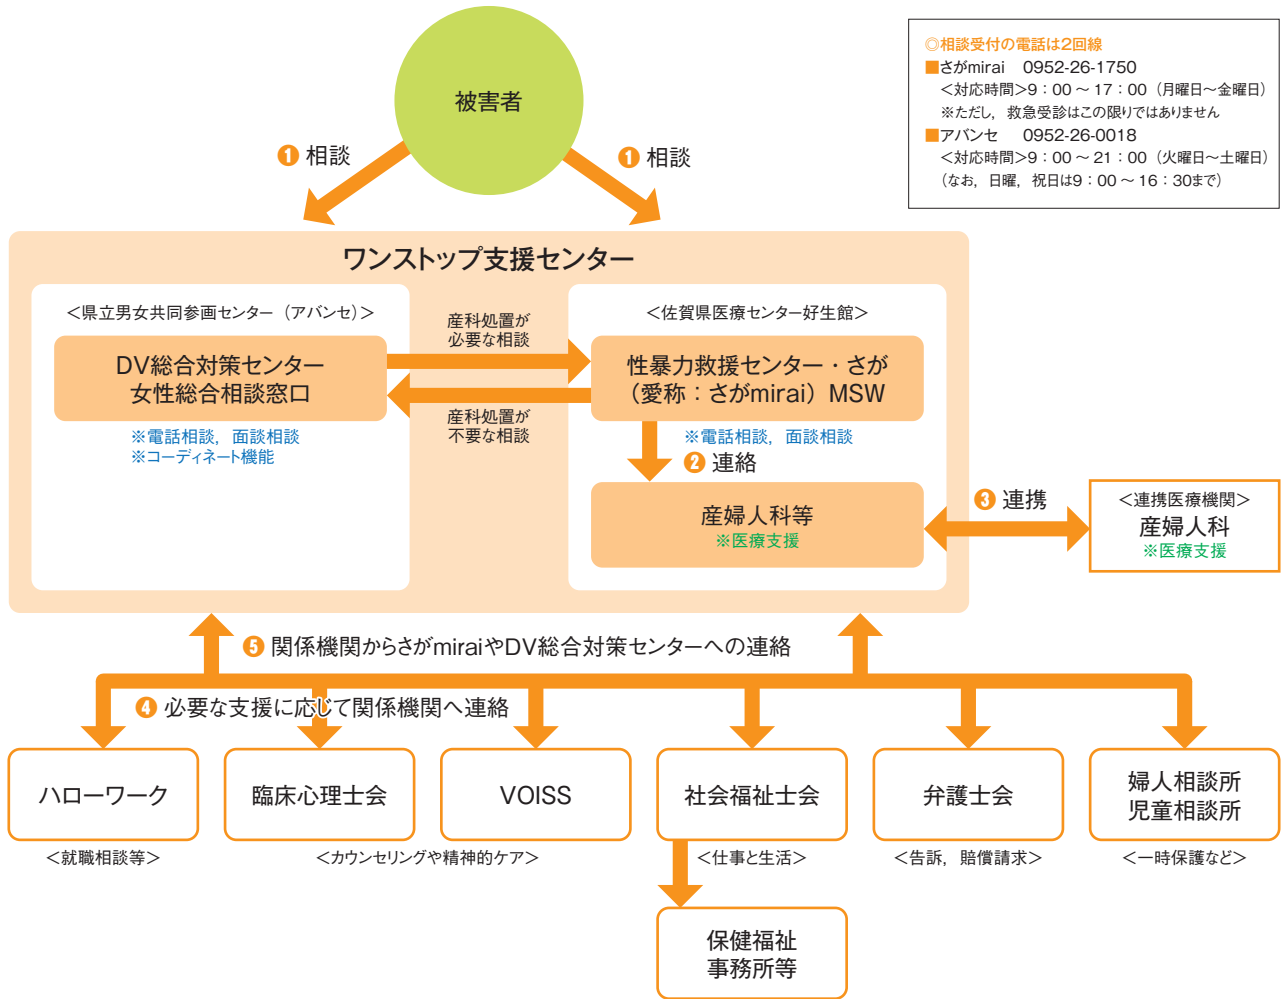 被害者
◎相談受付の電話は2回線
■さがmirai 0952-26-1750
＜対応時間＞9：00～17：00（月曜日～金曜日）
※ただし，救急受診はこの限りではありません
■アバンセ 0952-26-0018
＜対応時間＞9：00～21：00（火曜日～土曜日）
（なお，日曜，祝日は9：00～16：30まで）
❶ 相談
❶ 相談
ワンストップ支援センター
＜県立男女共同参画センター（アバンセ）＞
DV総合対策センター
女性総合相談窓口
※電話相談，面談相談
※コーディネート機能
産科処置が
必要な相談
産科処置が
不要な相談
＜佐賀県医療センター好生館＞
性暴力救援センター・さが
（愛称：さがmirai）MSW
※電話相談，面談相談
❷ 連絡
産婦人科等
※医療支援
❸ 連携
＜連携医療機関＞
産婦人科
※医療支援
❺ 関係機関からさがmiraiやDV総合対策センターへの連絡
❹ 必要な支援に応じて関係機関へ連絡
ハローワーク
＜就職相談等＞
臨床心理士会
VOISS
＜カウンセリングや精神的ケア＞
社会福祉士会
＜仕事と生活＞
弁護士会
＜告訴，賠償請求＞
婦人相談所
児童相談所
＜一時保護など＞
保健福祉
事務所等